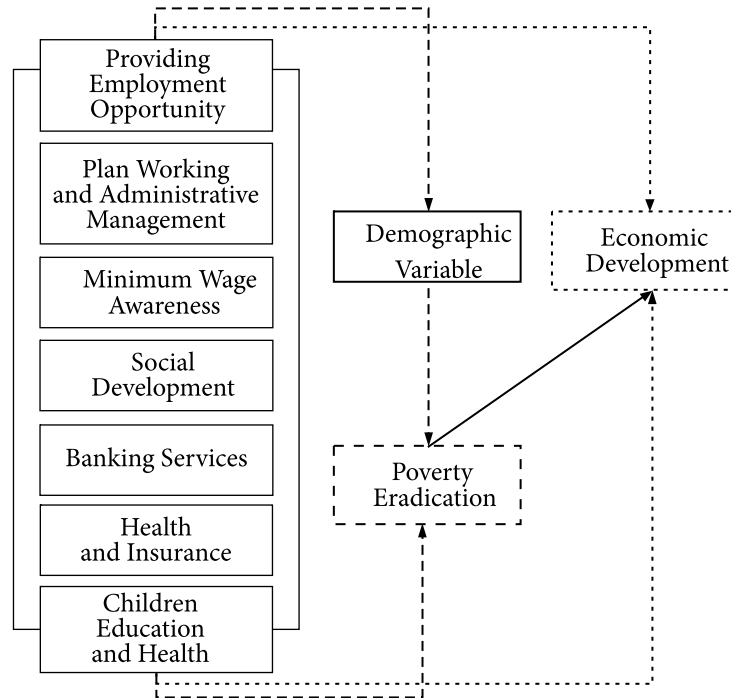 Providing
Employment
Opportunity
Plan Working
and Administrative
Management
Minimum Wage
Awareness
Social
Development
Banking Services
Health
and Insurance
Children
Education
and Health
Demographic
Variable
Poverty
Eradication
Economic
Development